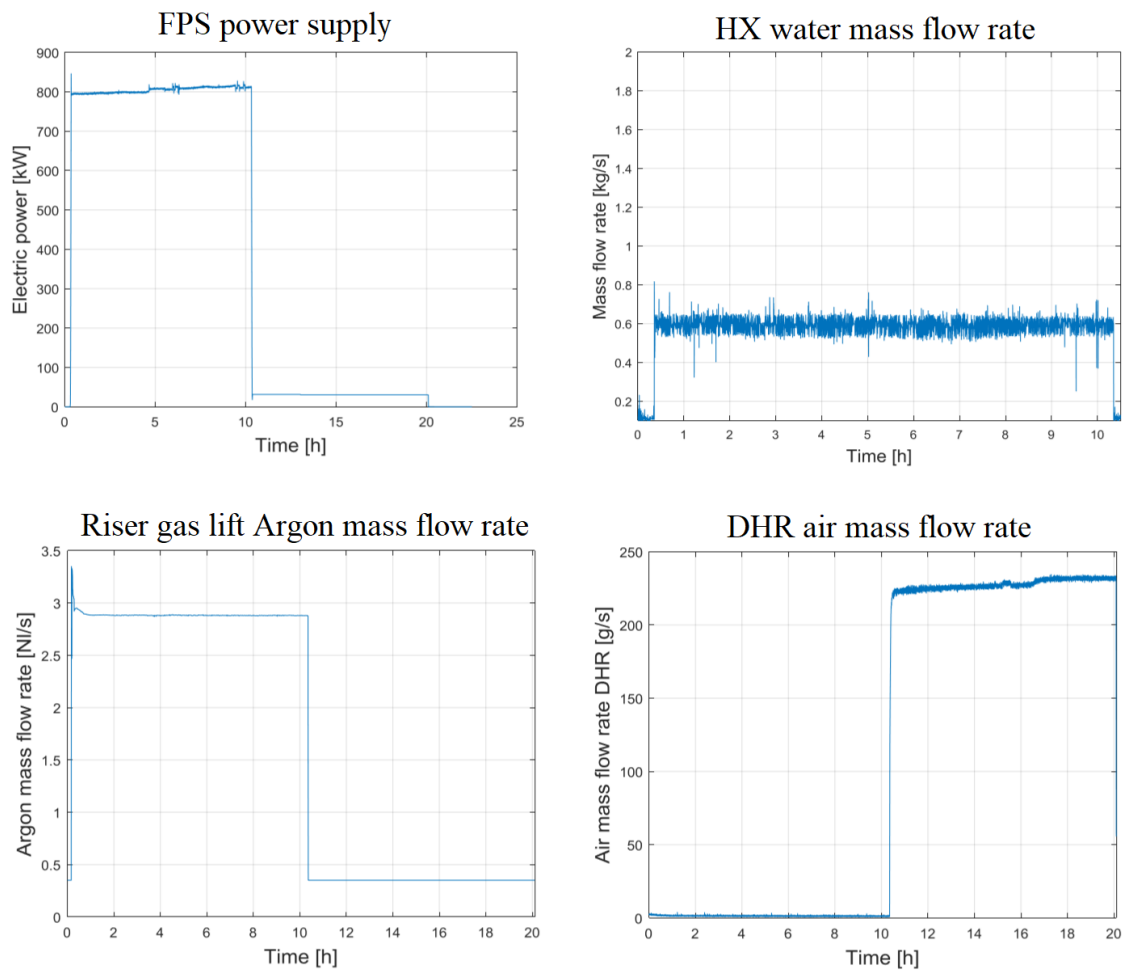 FPS power supply
900
800
700
600
500
400
300
200
100
0
Electric power [kW]
0 5 10 15 20 25
Time [h]
HX water mass flow rate
2
1.8
1.6
1.4
1.2
1
0.8
0.6
0.4
0.2
Mass flow rate [kg/s]
0 1 2 3 4 5 6 7 8 9 10
Time [h]
Riser gas lift Argon mass flow rate
3.5
3
2.5
2
1.5
1
0.5
0
Argon mass flow rate [Nl/s]
0 2 4 6 8 10 12 14 16 18 20
Time [h]
DHR air mass flow rate
250
200
150
100
50
0
Air mass flow rate DHR [g/s]
0 2 4 6 8 10 12 14 16 18 20
Time [h]